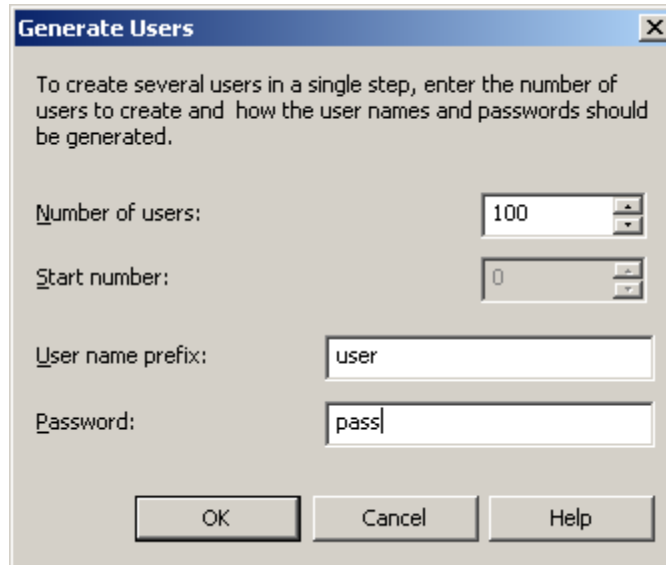 Generate Users
To create several users in a single step, enter the number of
users to create and how the user names and passwords should
be generated.
Number of users: 100
Start number: 0
User name prefix: user
Password: pass
OK Cancel Help